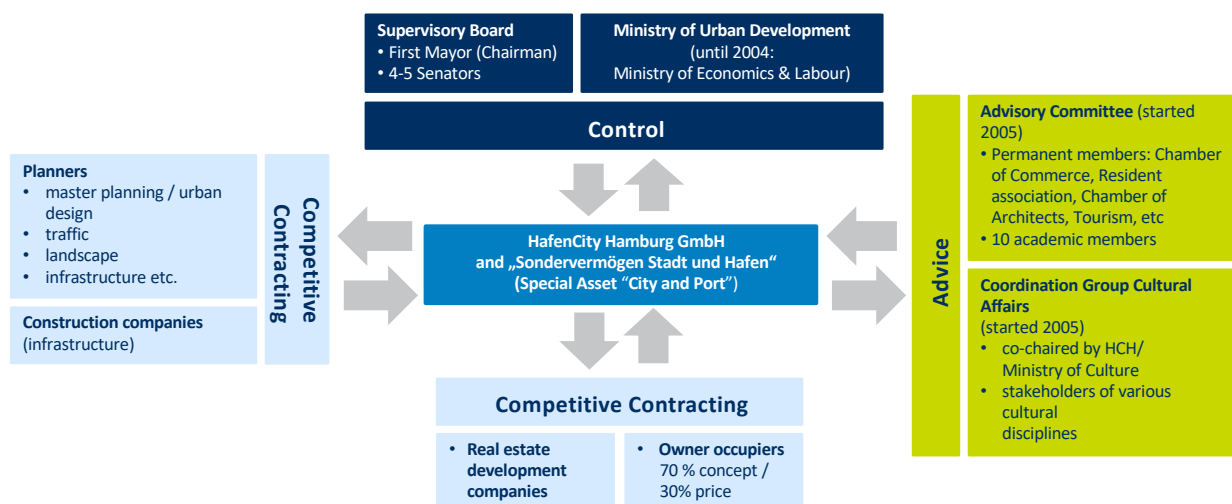 Supervisory Board
• First Mayor (Chairman)
• 4-5 Senators
Ministry of Urban Development
(until 2004:
Ministry of Economics & Labour)
Control
Planners
• master planning / urban
design
• traffic
• landscape
• infrastructure etc.
Construction companies
(infrastructure)
Competitive
Contracting
HafenCity Hamburg GmbH
and „Sondervermögen Stadt und Hafen“
(Special Asset “City and Port”)
Advice
Advisory Committee (started
2005)
• Permanent members: Chamber
of Commerce, Resident
association, Chamber of
Architects, Tourism, etc
• 10 academic members
Coordination Group Cultural
Affairs
(started 2005)
• co-chaired by HCH/
Ministry of Culture
• stakeholders of various
cultural
disciplines
Competitive Contracting
• Real estate
development
companies
• Owner occupiers
70 % concept /
30% price